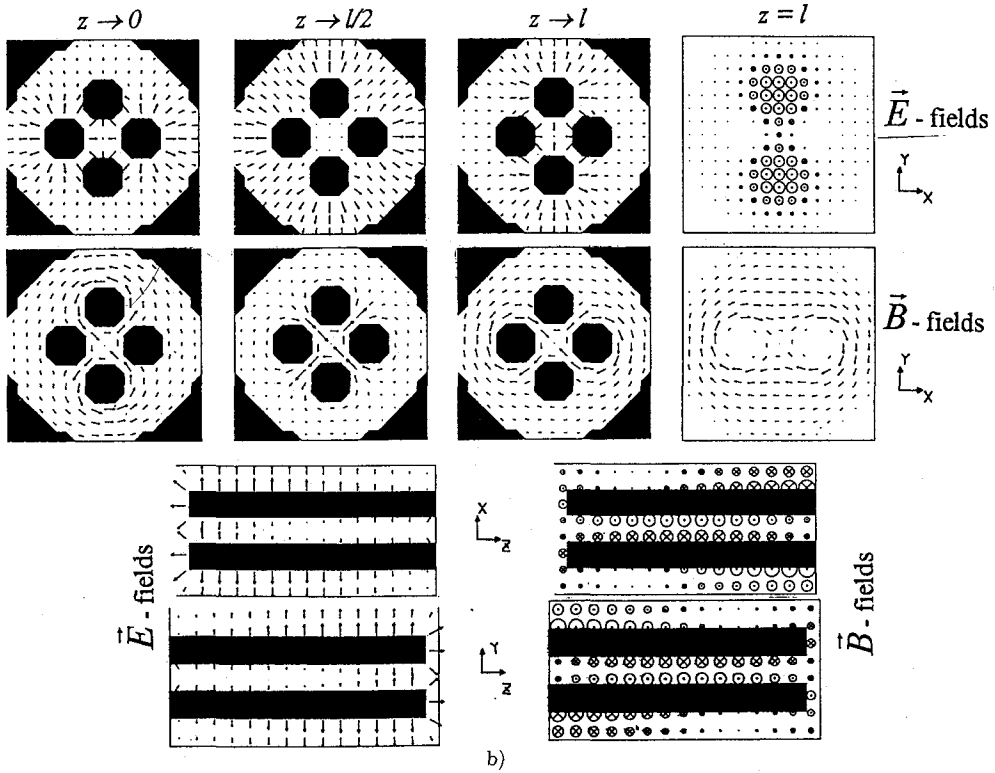 z → 0
z → l/2
z → l
z = l
E⃗ - fields
Y
X
B⃗ - fields
Y
X
E⃗ - fields
X
Z
B⃗ - fields
Y
Z
b)